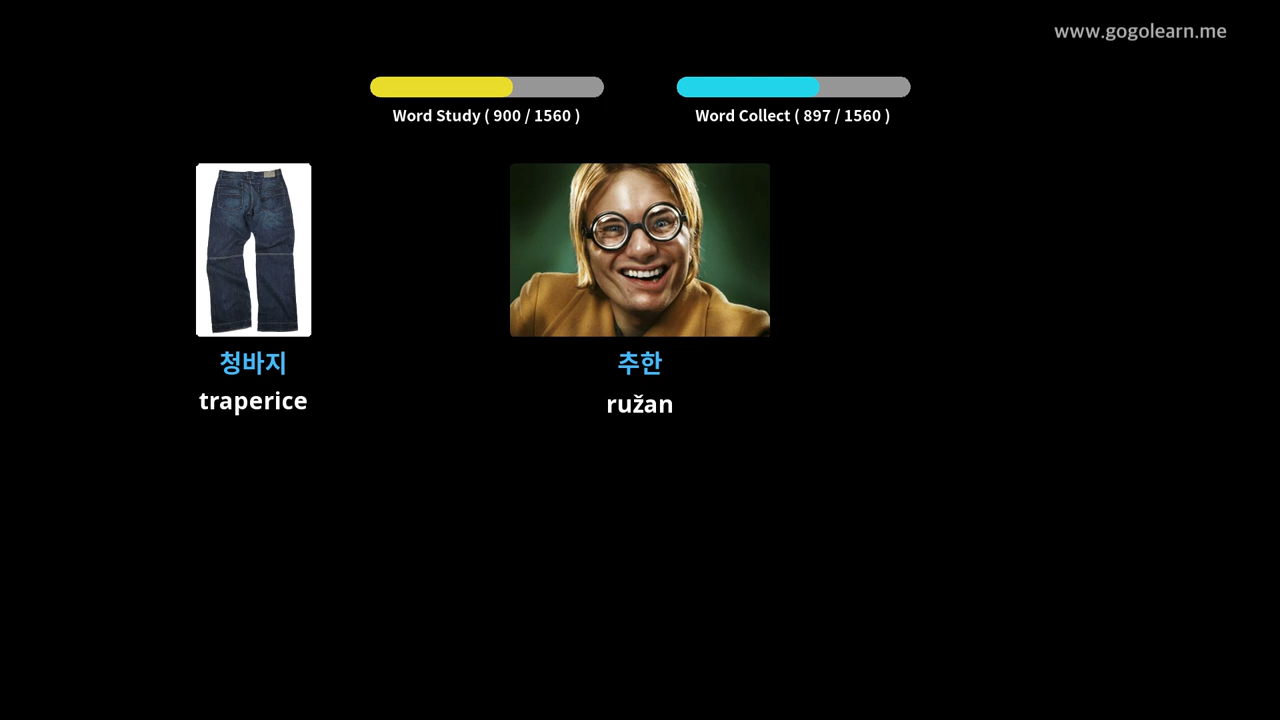 www.gogolearn.me
Word Study ( 900 / 1560 )
Word Collect ( 897 / 1560 )
청바지
추한
traperice
ružan